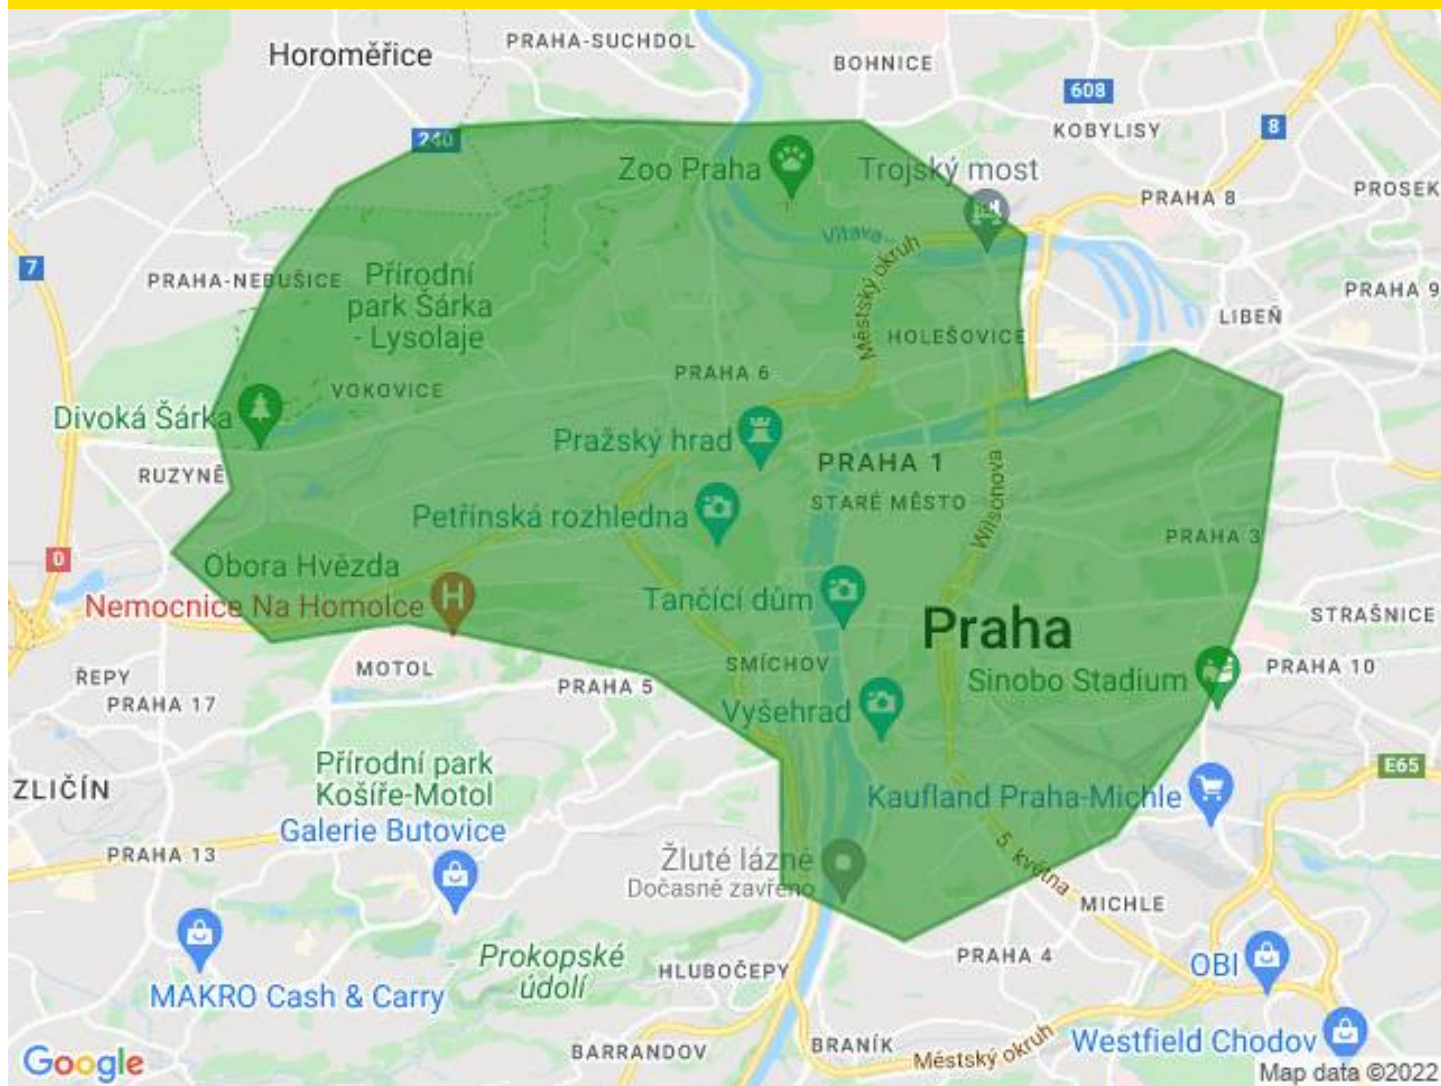 PRAHA-SUCHDOL
Horoměřice
BOHNICE
608
KOBYLISY
8
240
Zoo Praha
Trojský most
PRAHA 8
PROSEK
Vltava
7
PRAHA-NEBUŠICE
Přírodní
park Šárka
- Lysolaje
Městský okruh
PRAHA 9
LIBEŇ
HOLEŠOVICE
PRAHA 6
VOKOVICE
Divoká Šárka
Pražský hrad
PRAHA 1
RUZYNĚ
STARÉ MĚSTO
Wilsonova
Petřínská rozhledna
PRAHA 3
0
Obora Hvězda
Nemocnice Na Homolce
Tančící dům
STRAŠNICE
Praha
MOTOL
SMÍCHOV
PRAHA 10
ŘEPY
PRAHA 5
Sinobo Stadium
PRAHA 17
Vyšehrad
Přírodní park
Košíře-Motol
E65
ZLIČÍN
Kaufland Praha-Michle
Galerie Butovice
PRAHA 13
Žluté lázně
Dočasně zavřeno
5. května
MICHLE
Prokopské
údolí
PRAHA 4
HLUBOČEPY
OBI
MAKRO Cash & Carry
Westfield Chodov
BRANÍK
Městský okruh
BARRANDOV
Google
Map data ©2022